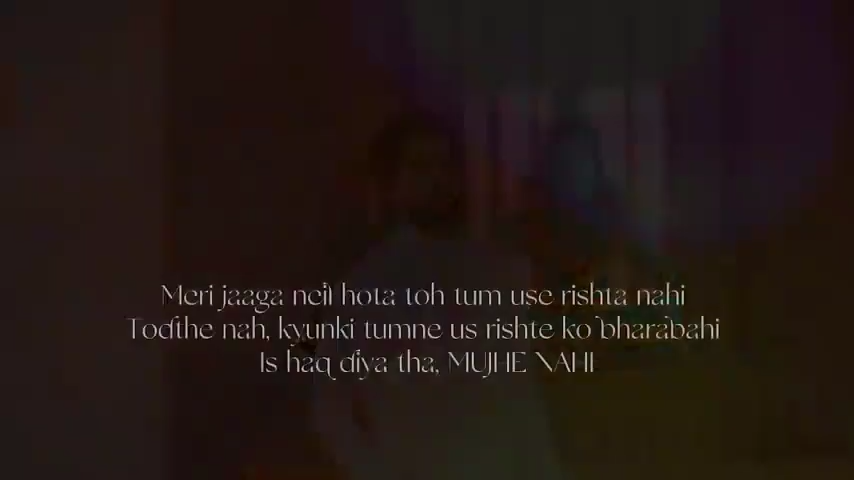 Meri jaaga neil hota toh tum use rishta nahi
Todthe nah, kyunki tumne us rishte ko bharabahi
Is haq diya tha, MUJHE NAHI